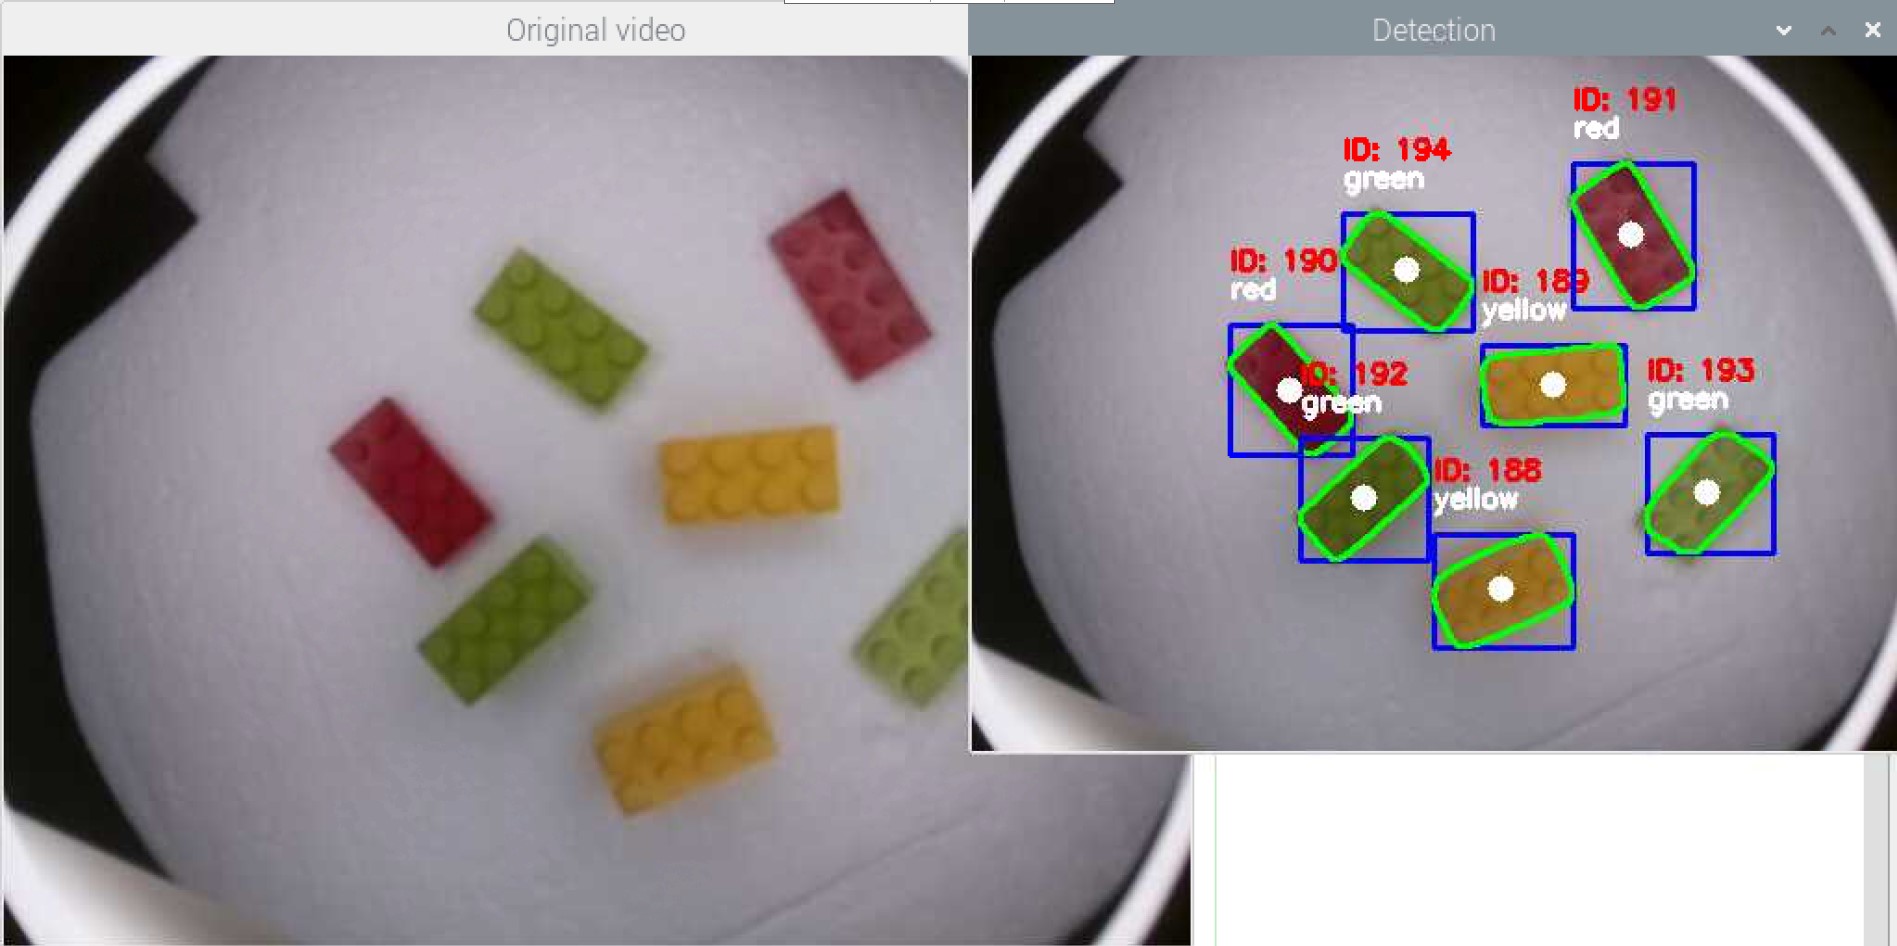 Original video
Detection
ID: 191
red
ID: 194
green
ID: 190
red
ID: 189
yellow
ID: 192
green
ID: 193
green
ID: 188
yellow